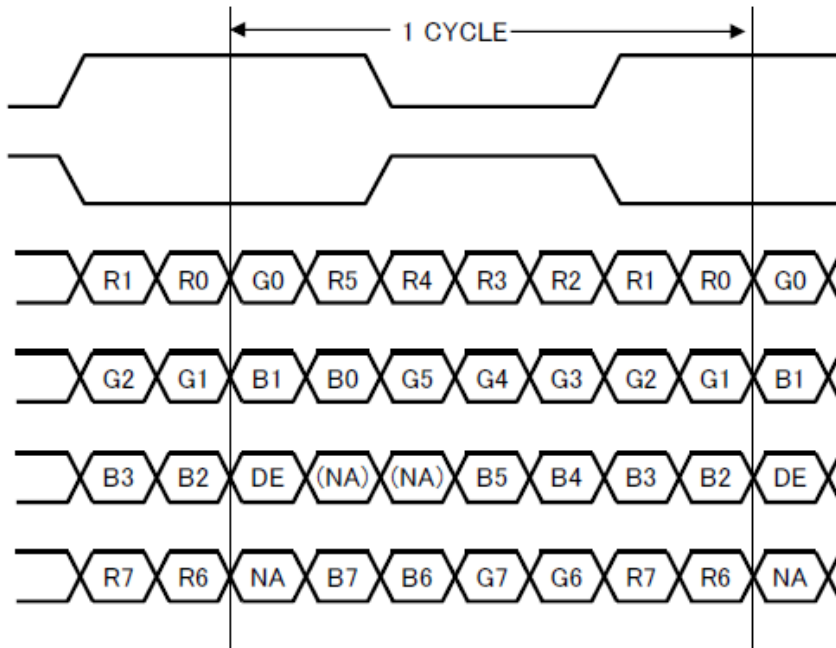 1 CYCLE
R1 R0 G0 R5 R4 R3 R2 R1 R0 G0
G2 G1 B1 B0 G5 G4 G3 G2 G1 B1
B3 B2 DE (NA) (NA) B5 B4 B3 B2 DE
R7 R6 NA B7 B6 G7 G6 R7 R6 NA